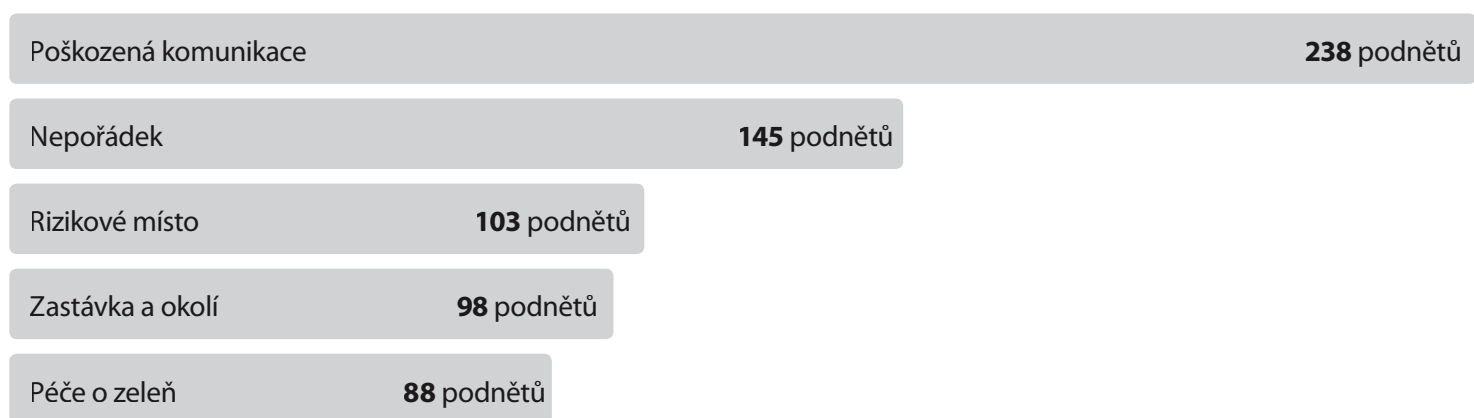 Poškozená komunikace 238 podnětů
Nepořádek 145 podnětů
Rizikové místo 103 podnětů
Zastávka a okolí 98 podnětů
Péče o zeleň 88 podnětů